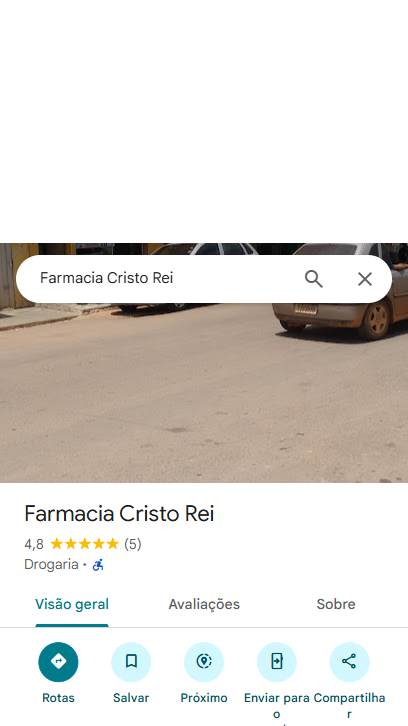 Farmacia Cristo Rei
Farmacia Cristo Rei
4,8 (5)
Drogaria ·
Visão geral Avaliações Sobre
Rotas Salvar Próximo Enviar para o Compartilhar